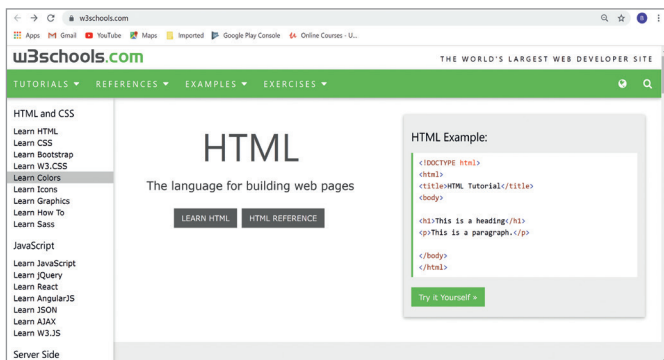 w3schools.com
Apps M Gmail YouTube Maps Imported Google Play Console Online Courses - U...
B
w3schools.com
THE WORLD'S LARGEST WEB DEVELOPER SITE
TUTORIALS REFERENCES EXAMPLES EXERCISES
HTML and CSS
Learn HTML
Learn CSS
Learn Bootstrap
Learn W3.CSS
Learn Colors
Learn Icons
Learn Graphics
Learn How To
Learn Sass
JavaScript
Learn JavaScript
Learn jQuery
Learn React
Learn AngularJS
Learn JSON
Learn AJAX
Learn W3.JS
Server Side
HTML
The language for building web pages
LEARN HTML HTML REFERENCE
HTML Example:
<!DOCTYPE html>
<html>
<title>HTML Tutorial</title>
<body>
<h1>This is a heading</h1>
<p>This is a paragraph.</p>
</body>
</html>
Try it Yourself »